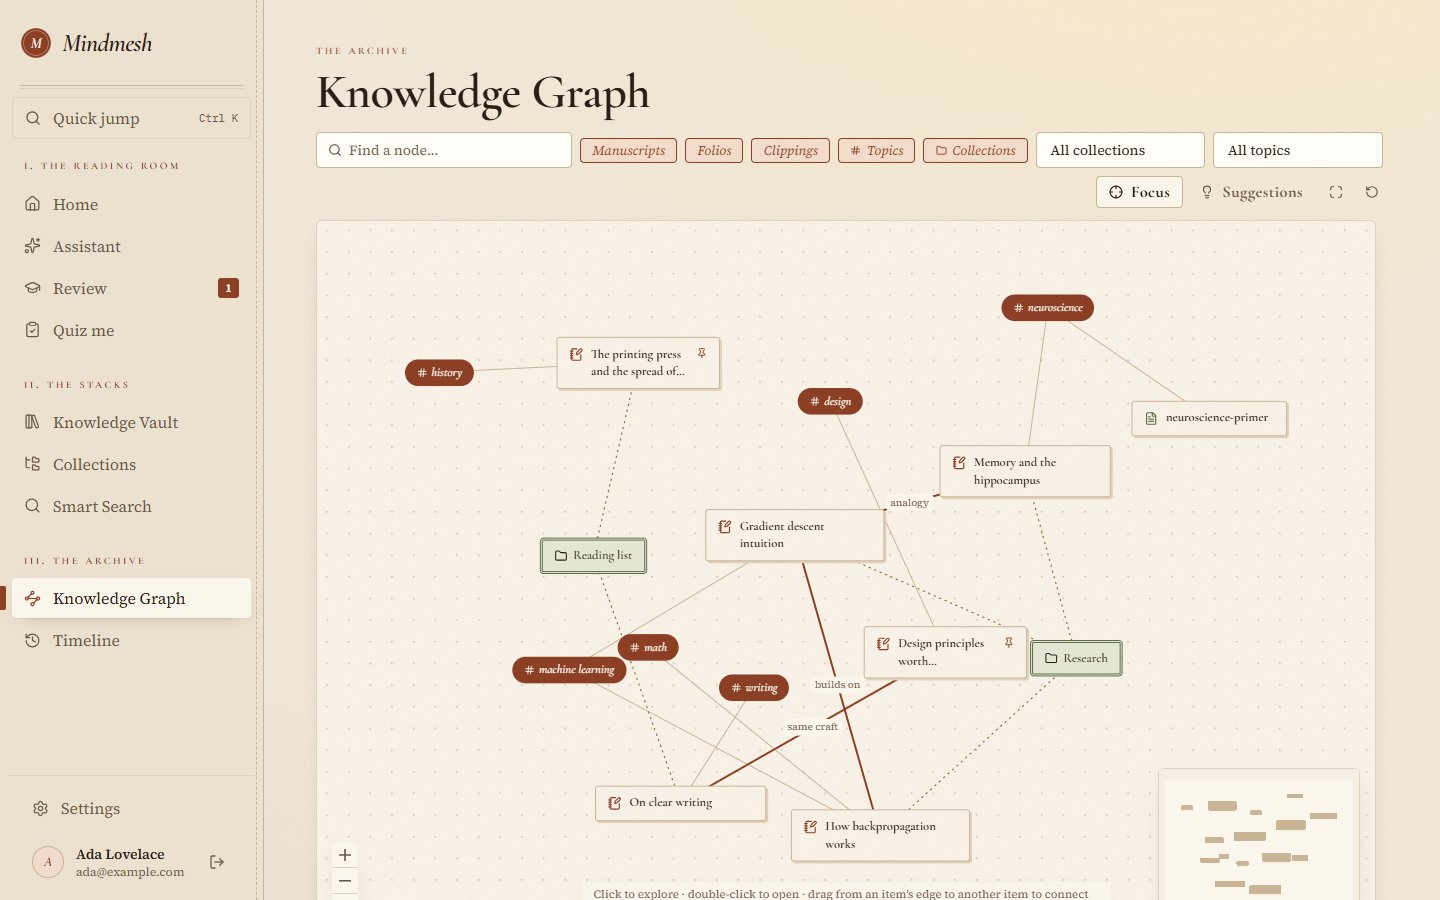 M Mindmesh
Quick jump Ctrl K
I. THE READING ROOM
Home
Assistant
Review 1
Quiz me
II. THE STACKS
Knowledge Vault
Collections
Smart Search
III. THE ARCHIVE
Knowledge Graph
Timeline
Settings
A Ada Lovelace
ada@example.com
THE ARCHIVE
Knowledge Graph
Find a node... Manuscripts Folios Clippings # Topics Collections All collections All topics
Focus Suggestions
# neuroscience
The printing press
and the spread of...
# history
# design
neuroscience-primer
Memory and the
hippocampus
analogy
Gradient descent
intuition
Reading list
# math
# machine learning
Design principles
worth...
Research
# writing
builds on
same craft
On clear writing
How backpropagation
works
Click to explore · double-click to open · drag from an item's edge to another item to connect